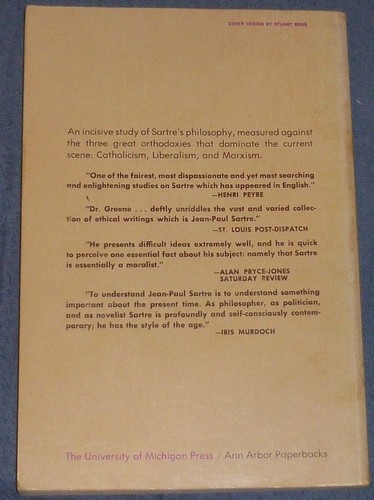 COVER DESIGN BY STUART ROSS
An incisive study of Sartre's philosophy, measured against
the three great orthodoxies that dominate the current
scene: Catholicism, Liberalism, and Marxism.
"One of the fairest, most dispassionate and yet most searching
and enlightening studies on Sartre which has appeared in English."
—HENRI PEYRE
"Dr. Greene . . . deftly unriddles the vast and varied collec-
tion of ethical writings which is Jean-Paul Sartre."
—ST. LOUIS POST-DISPATCH
"He presents difficult ideas extremely well, and he is quick
to perceive one essential fact about his subject: namely that Sartre
is essentially a moralist."
—ALAN PRYCE-JONES
SATURDAY REVIEW
"To understand Jean-Paul Sartre is to understand something
important about the present time. As philosopher, as politician,
and as novelist Sartre is profoundly and self-consciously contem-
porary; he has the style of the age."
—IRIS MURDOCH
The University of Michigan Press / Ann Arbor Paperbacks